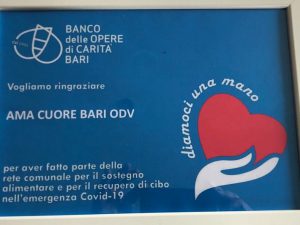 BANCO
delle OPERE
di CARITÀ
BARI
Vogliamo ringraziare
AMA CUORE BARI ODV
diamoci una mano
per aver fatto parte della
rete comunale per il sostegno
alimentare e per il recupero di cibo
nell'emergenza Covid-19